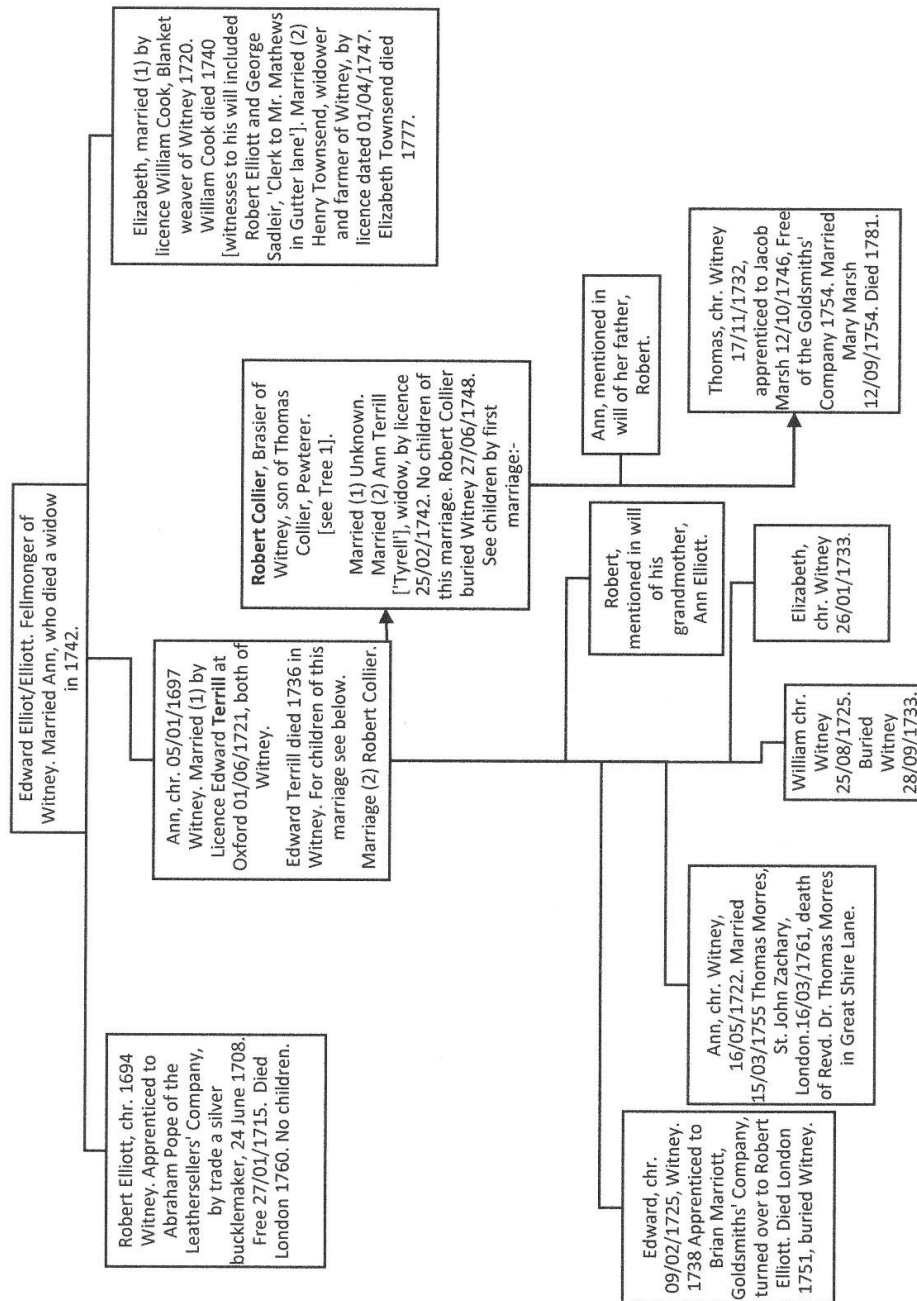 Edward Elliot/Elliott. Fellmonger of
Witney. Married Ann, who died a widow
in 1742.
Robert Elliott, chr. 1694
Witney. Apprenticed to
Abraham Pope of the
Leathersellers' Company,
by trade a silver
bucklemaker, 24 June 1708.
Free 27/01/1715. Died
London 1760. No children.
Ann, chr. 05/01/1697
Witney. Married (1) by
Licence Edward Terrill at
Oxford 01/06/1721, both of
Witney.
Edward Terrill died 1736 in
Witney. For children of this
marriage see below.
Marriage (2) Robert Collier.
Robert Collier, Brasier of
Witney, son of Thomas
Collier, Pewterer.
[see Tree 1].
Married (1) Unknown.
Married (2) Ann Terrill
['Tyrell'], widow, by licence
25/02/1742. No children of
this marriage. Robert Collier
buried Witney 27/06/1748.
See children by first
marriage:-
Elizabeth, married (1) by
licence William Cook, Blanket
weaver of Witney 1720.
William Cook died 1740
[witnesses to his will included
Robert Elliott and George
Sadleir, 'Clerk to Mr. Mathews
in Gutter lane']. Married (2)
Henry Townsend, widower
and farmer of Witney, by
licence dated 01/04/1747.
Elizabeth Townsend died
1777.
Edward, chr.
09/02/1725, Witney.
1738 Apprenticed to
Brian Marriott,
Goldsmiths' Company,
turned over to Robert
Elliott. Died London
1751, buried Witney.
Ann, chr. Witney,
16/05/1722. Married
15/03/1755 Thomas Morres,
St. John Zachary,
London.16/03/1761, death
of Revd. Dr. Thomas Morres
in Great Shire Lane.
William chr.
Witney
25/08/1725.
Buried
Witney
28/09/1733.
Robert,
mentioned in will
of his
grandmother,
Ann Elliott.
Elizabeth,
chr. Witney
26/01/1733.
Ann, mentioned in
will of her father,
Robert.
Thomas, chr. Witney
17/11/1732,
apprenticed to Jacob
Marsh 12/10/1746, Free
of the Goldsmiths'
Company 1754. Married
Mary Marsh
12/09/1754. Died 1781.